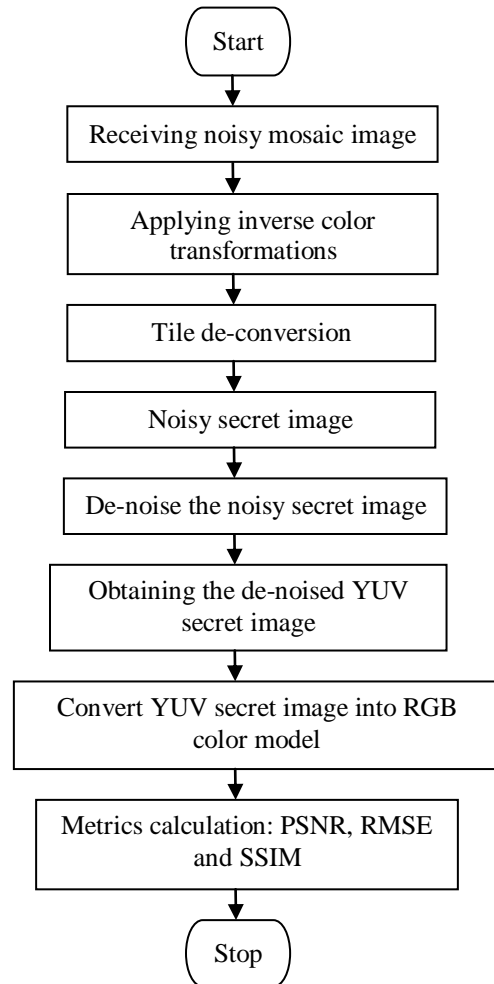 Start
Receiving noisy mosaic image
Applying inverse color
transformations
Tile de-conversion
Noisy secret image
De-noise the noisy secret image
Obtaining the de-noised YUV
secret image
Convert YUV secret image into RGB
color model
Metrics calculation: PSNR, RMSE
and SSIM
Stop